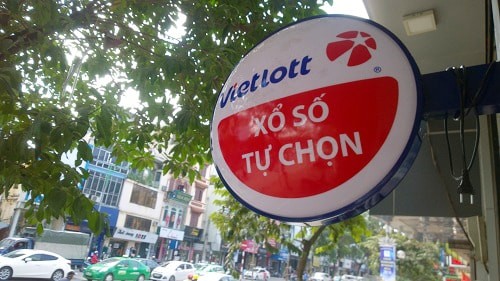 Vietlott
®
XỔ SỐ
TỰ CHỌN